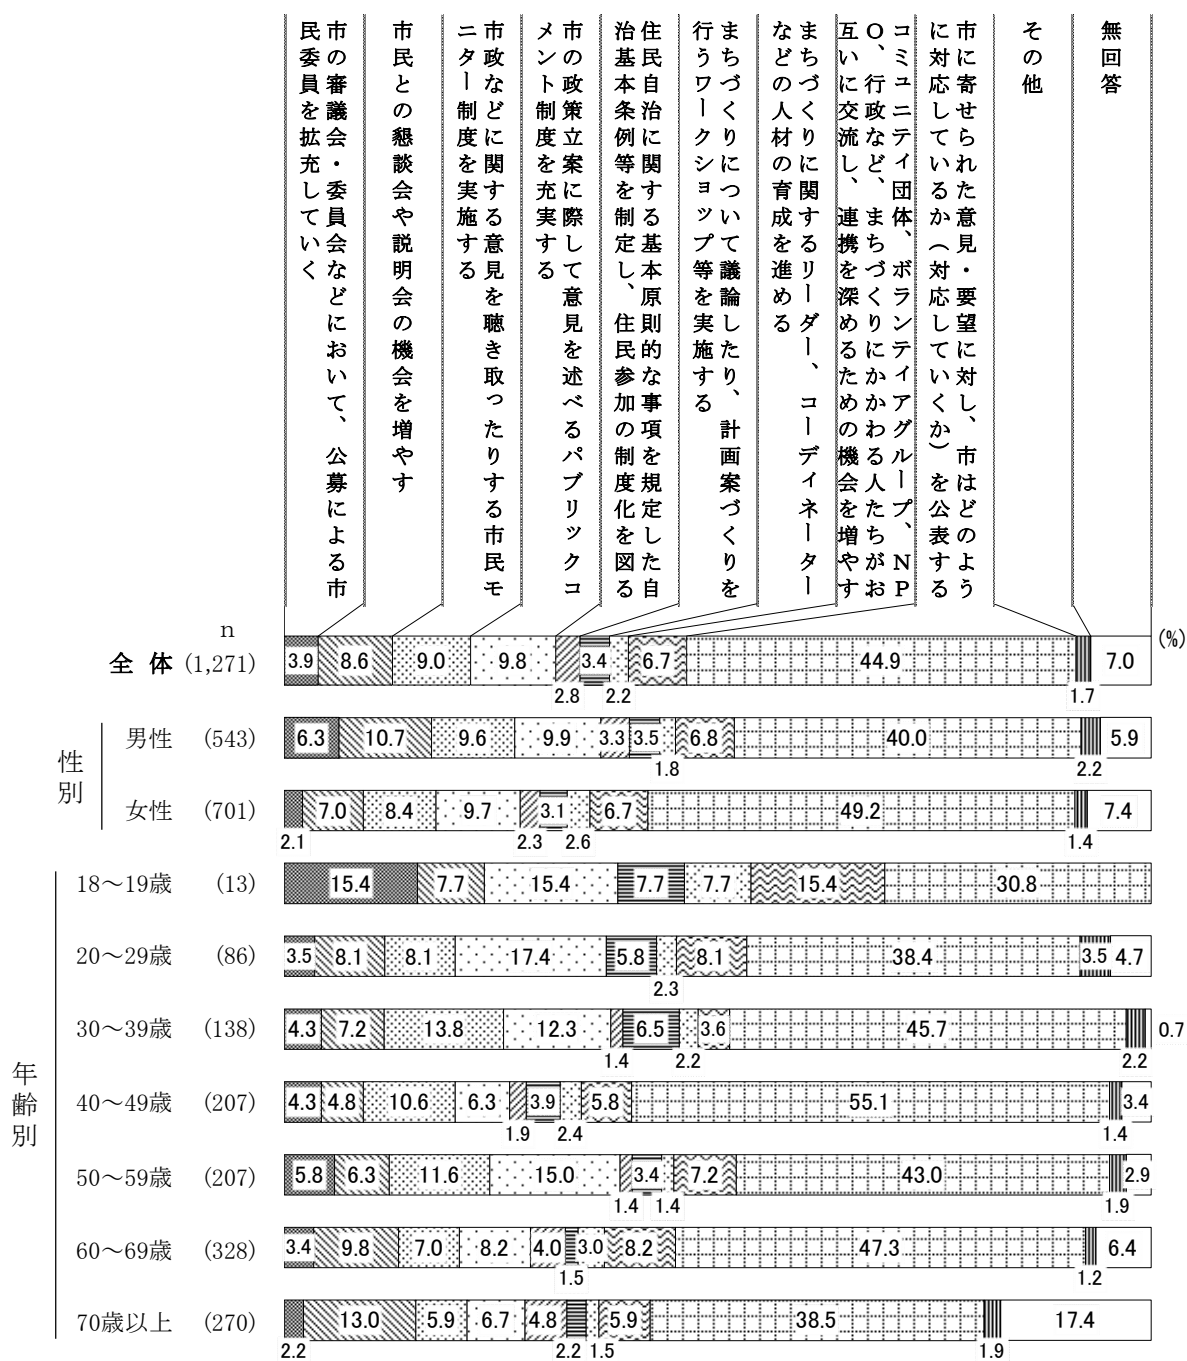 市の審議会・委員会などにおいて、公募による市
民委員を拡充していく
市民との懇談会や説明会の機会を増やす
市政などに関する意見を聴き取ったりする市民モ
ニター制度を実施する
市の政策立案に際して意見を述べるパブリックコ
メント制度を充実する
住民自治に関する基本原則的な事項を規定した自
治基本条例等を制定し、住民参加の制度化を図る
まちづくりについて議論したり、計画案づくりを
行うワークショップ等を実施する
まちづくりに関するリーダー、コーディネーター
などの人材の育成を進める
コミュニティ団体、ボランティアグループ、NP
O、行政など、まちづくりにかかわる人たちがお
互いに交流し、連携を深めるための機会を増やす
市に寄せられた意見・要望に対し、市はどのよう
に対応しているか(対応していくか)を公表する
その他
無回答
n
(%)
全 体 (1,271) 3.9 8.6 9.0 9.8 3.4 6.7 44.9 7.0
2.8 2.2 1.7
性別
男性 (543) 6.3 10.7 9.6 9.9 3.3 3.5 6.8 40.0 5.9
1.8 2.2
女性 (701) 7.0 8.4 9.7 3.1 6.7 49.2 7.4
2.1 2.3 2.6 1.4
年齢別
18～19歳 (13) 15.4 7.7 15.4 7.7 7.7 15.4 30.8
20～29歳 (86) 3.5 8.1 8.1 17.4 5.8 8.1 38.4 3.5 4.7
2.3
30～39歳 (138) 4.3 7.2 13.8 12.3 6.5 3.6 45.7 0.7
1.4 2.2 2.2
40～49歳 (207) 4.3 4.8 10.6 6.3 3.9 5.8 55.1 3.4
1.9 2.4 1.4
50～59歳 (207) 5.8 6.3 11.6 15.0 3.4 7.2 43.0 2.9
1.4 1.4 1.9
60～69歳 (328) 3.4 9.8 7.0 8.2 4.0 3.0 8.2 47.3 6.4
1.5 1.2
70歳以上 (270) 13.0 5.9 6.7 4.8 5.9 38.5 17.4
2.2 2.2 1.5 1.9